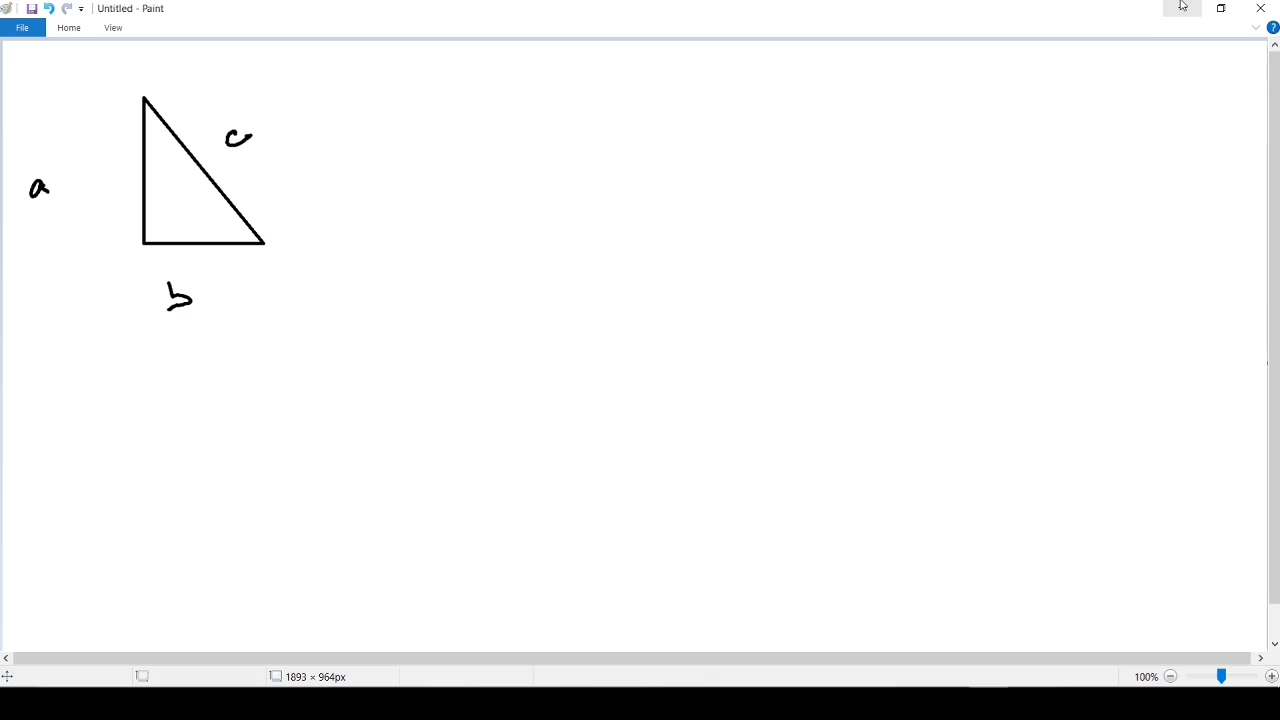 Untitled - Paint
File Home View
c
a
b
1893 × 964px
100%